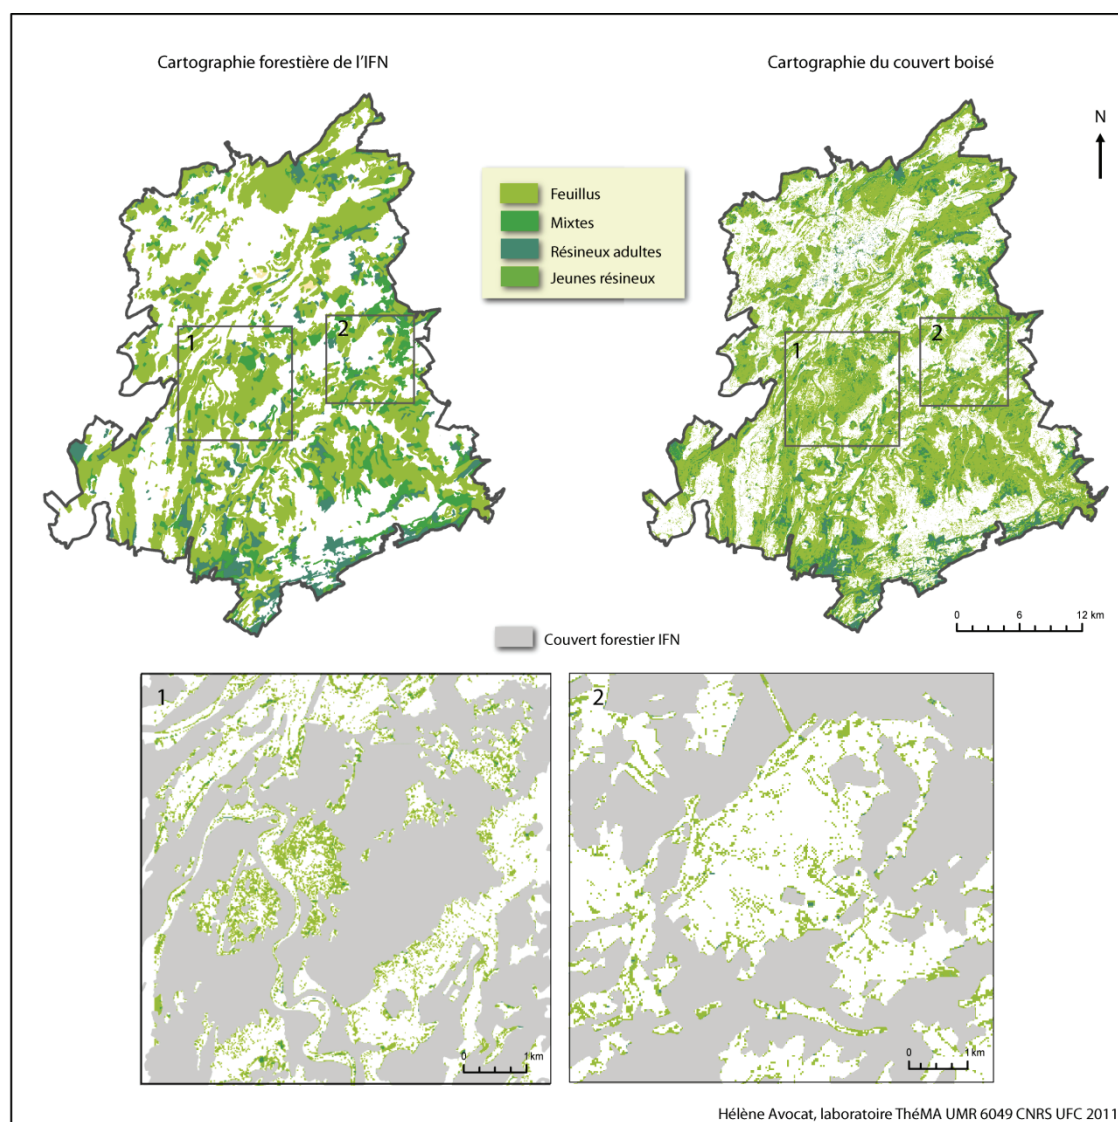 Cartographie forestière de l'IFN
Cartographie du couvert boisé
N
Feuillus
Mixtes
Résineux adultes
Jeunes résineux
1
2
1
2
0 6 12 km
Couvert forestier IFN
1
0 1 km
2
0 1 km
Hélène Avocat, laboratoire ThéMA UMR 6049 CNRS UFC 2011